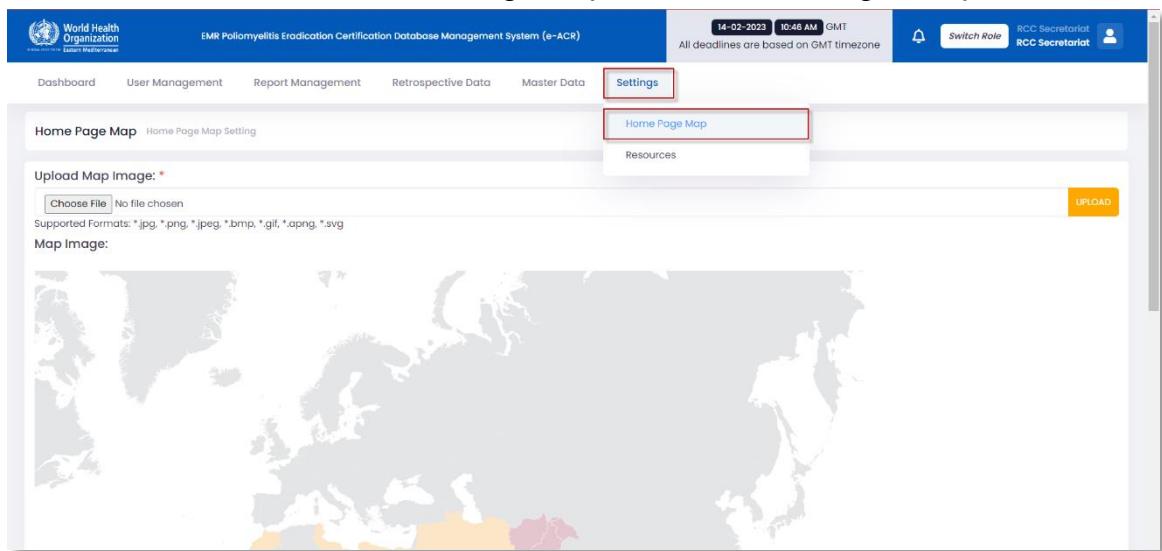 World Health
Organization
Eastern Mediterranean
EMR Poliomyelitis Eradication Certification Database Management System (e-ACR)
14-02-2023 10:46 AM GMT
All deadlines are based on GMT timezone
Switch Role
RCC Secretariat
RCC Secretariat
Dashboard User Management Report Management Retrospective Data Master Data Settings
Home Page Map Home Page Map Setting
Home Page Map
Resources
Upload Map Image: *
Choose File No file chosen
UPLOAD
Supported Formats: *.jpg, *.png, *.jpeg, *.bmp, *.gif, *.apng, *.svg
Map Image: